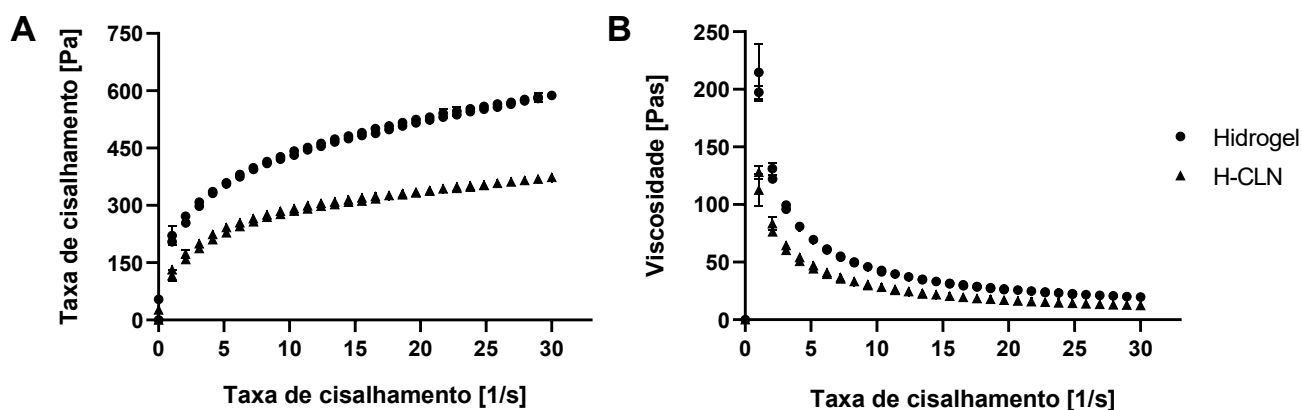 A
Taxa de cisalhamento [Pa]
750
600
450
300
150
0
0 5 10 15 20 25 30
Taxa de cisalhamento [1/s]
B
Viscosidade [Pas]
250
200
150
100
50
0
0 5 10 15 20 25 30
Taxa de cisalhamento [1/s]
Hidrogel
H-CLN